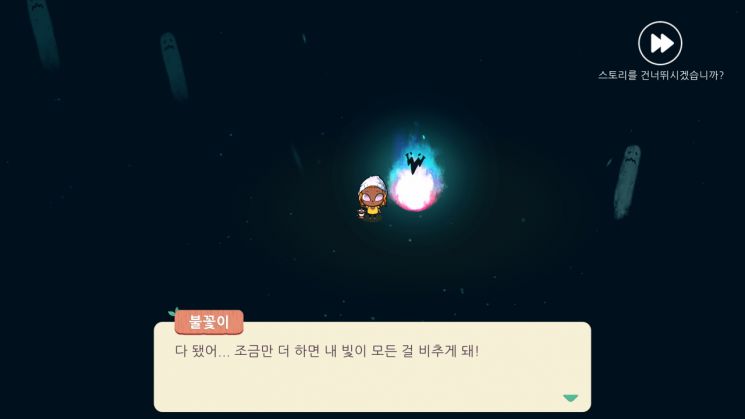 스토리를 건너뛰시겠습니까?
불꽃이
다 됐어... 조금만 더 하면 내 빛이 모든 걸 비추게 돼!